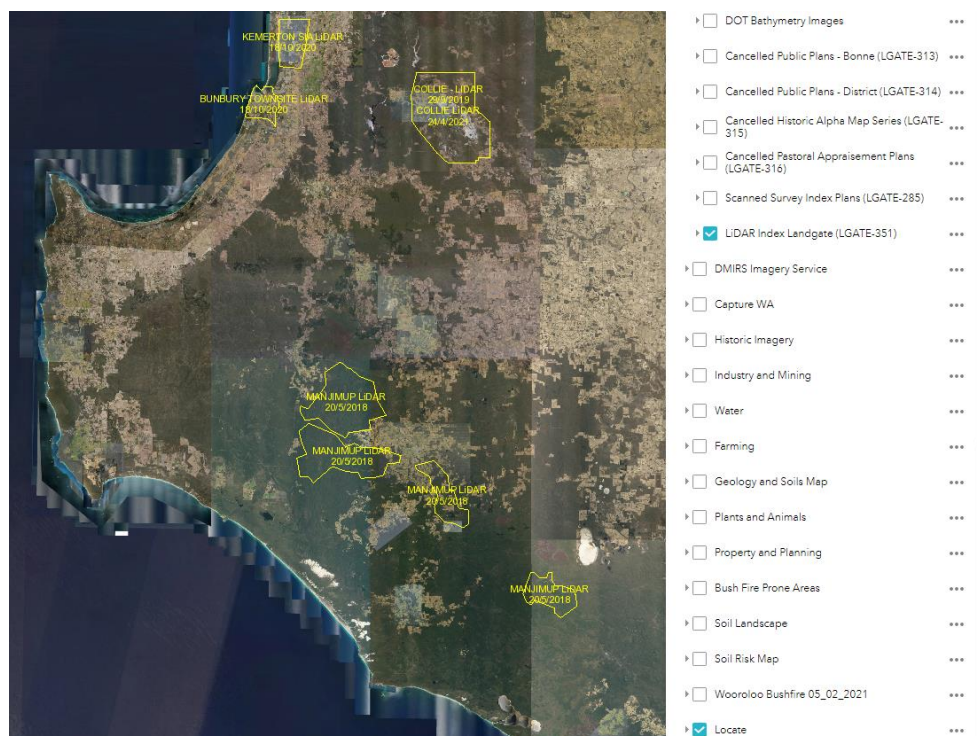 KEMERTON SIA LiDAR
18/10/2020
BUNBURY TOWNSITE LiDAR
18/10/2020
COLLIE - LiDAR
29/9/2019
COLLIE LiDAR
24/4/2021
MANJIMUP LiDAR
20/5/2018
MANJIMUP LiDAR
20/5/2018
MANJIMUP LiDAR
20/5/2018
MANJIMUP LiDAR
20/5/2018
DOT Bathymetry Images
Cancelled Public Plans - Bonne (LGATE-313)
Cancelled Public Plans - District (LGATE-314)
Cancelled Historic Alpha Map Series (LGATE-
315)
Cancelled Pastoral Appraisement Plans
(LGATE-316)
Scanned Survey Index Plans (LGATE-285)
LiDAR Index Landgate (LGATE-351)
DMIRS Imagery Service
Capture WA
Historic Imagery
Industry and Mining
Water
Farming
Geology and Soils Map
Plants and Animals
Property and Planning
Bush Fire Prone Areas
Soil Landscape
Soil Risk Map
Wooroloo Bushfire 05_02_2021
Locate